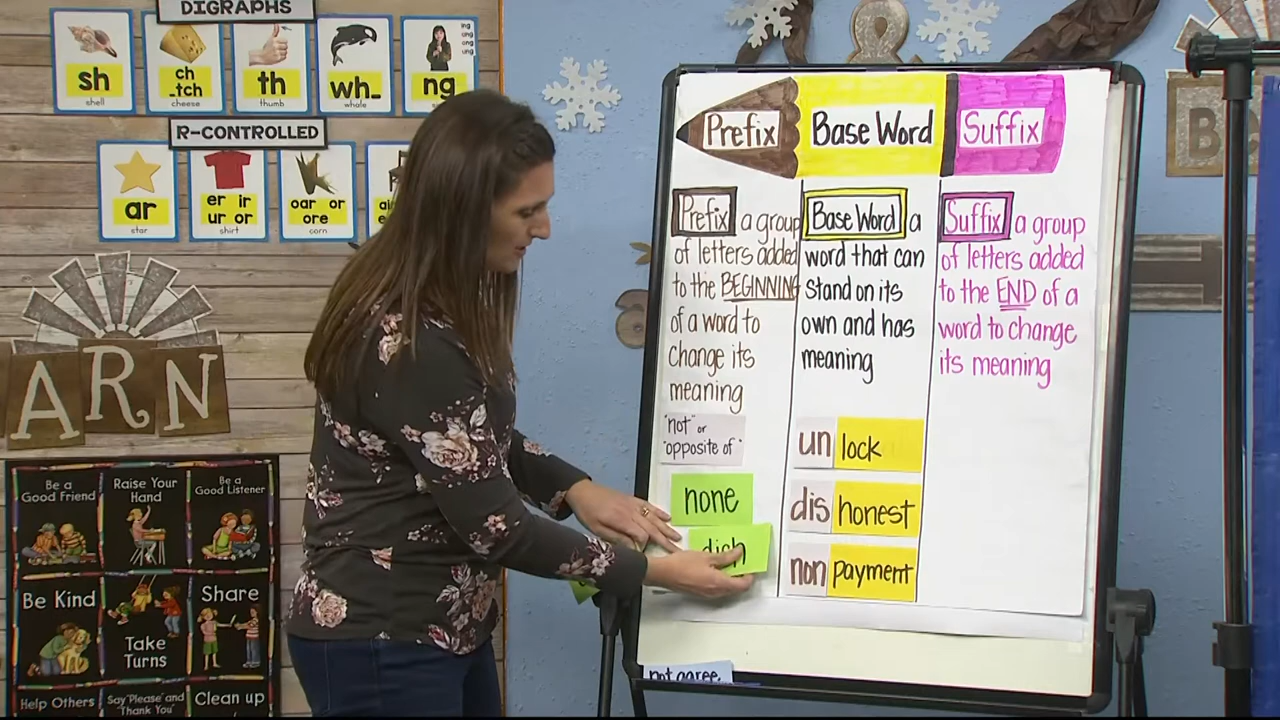 DIGRAPHS
sh
shell
ch
_tch
cheese
th
thumb
wh_
whale
ng
ing
ang
ong
ung
R-CONTROLLED
ar
star
er ir
ur or
shirt
oar or
ore
corn
ARN
Be a
Good Friend
Raise Your
Hand
Be a
Good Listener
Be Kind
Take
Turns
Share
Help Others
Say "Please" and
"Thank You"
Clean up
&
Prefix
Base Word
Suffix
Prefix a group
of letters added
to the BEGINNING
of a word to
change its
meaning
Base Word a
word that can
stand on its
own and has
meaning
Suffix a group
of letters added
to the END of a
word to change
its meaning
"not" or
"opposite of"
none
dish
un lock
dis honest
non payment
not agree